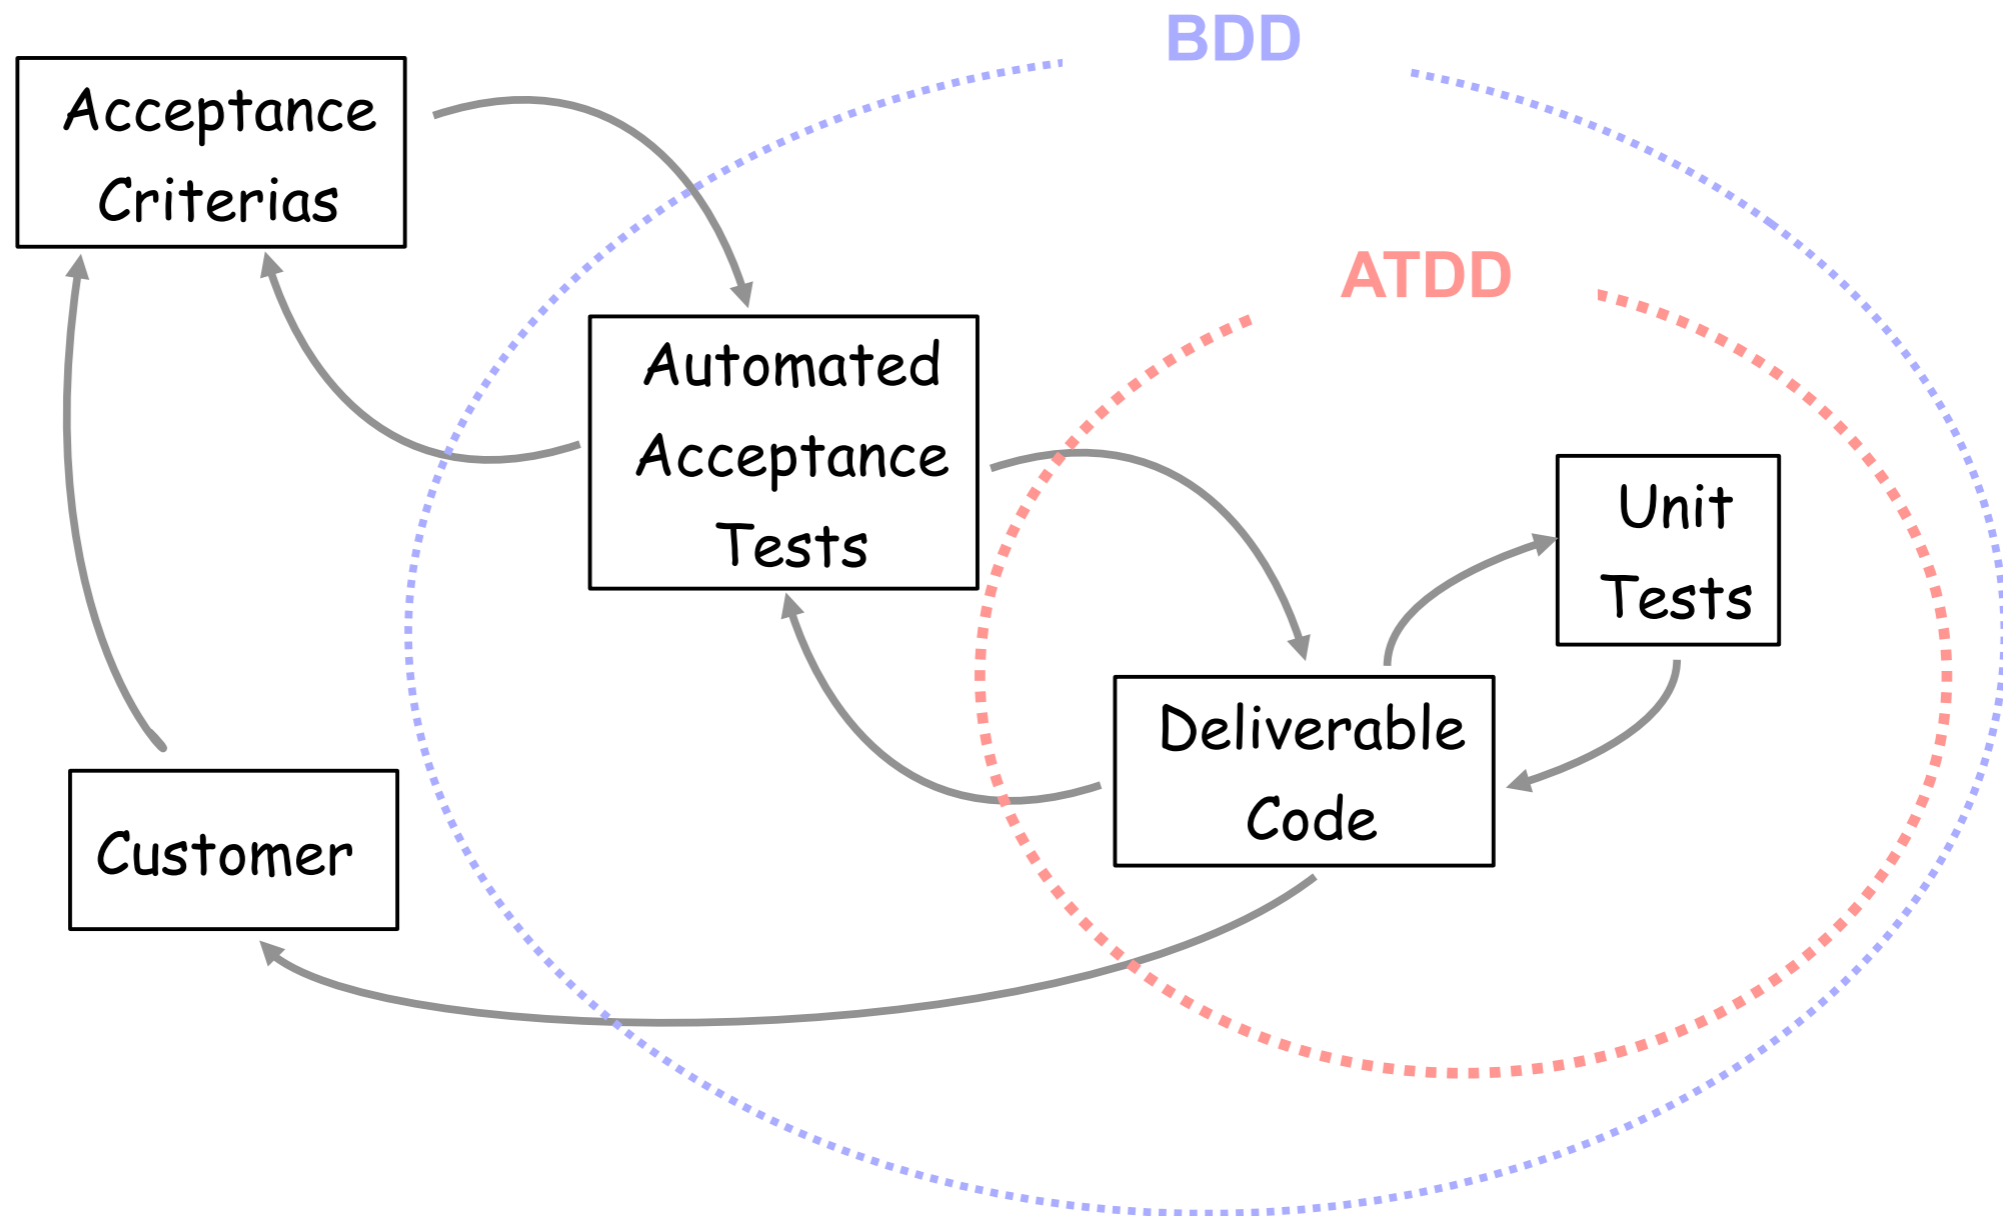 BDD
Acceptance
Criterias
ATDD
Automated
Acceptance
Tests
Unit
Tests
Deliverable
Code
Customer